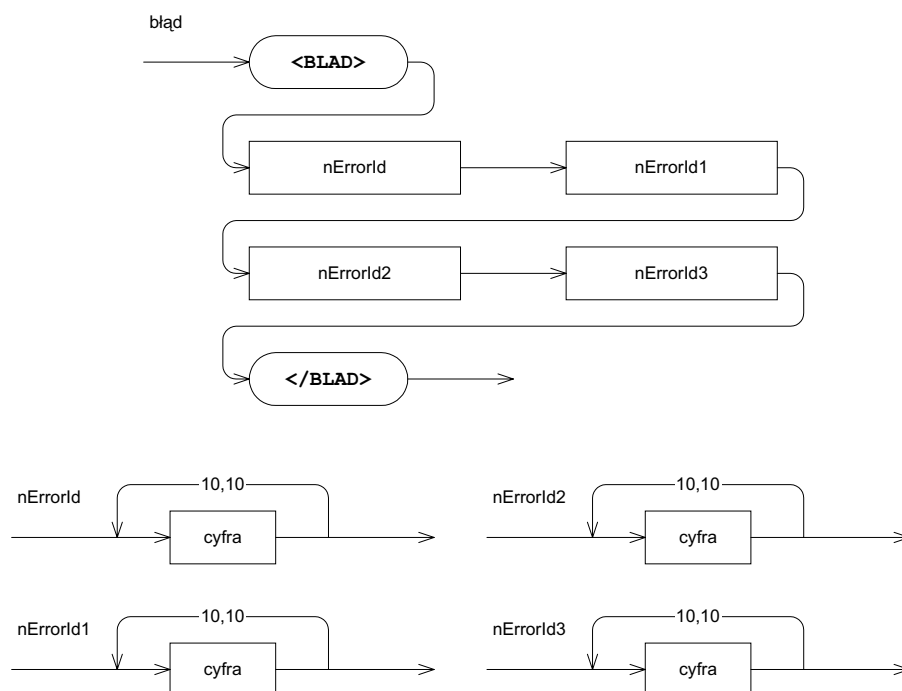 błąd
<BLAD>
nErrorId nErrorId1
nErrorId2 nErrorId3
</BLAD>
nErrorId 10,10 nErrorId2 10,10
cyfra cyfra
nErrorId1 10,10 nErrorId3 10,10
cyfra cyfra